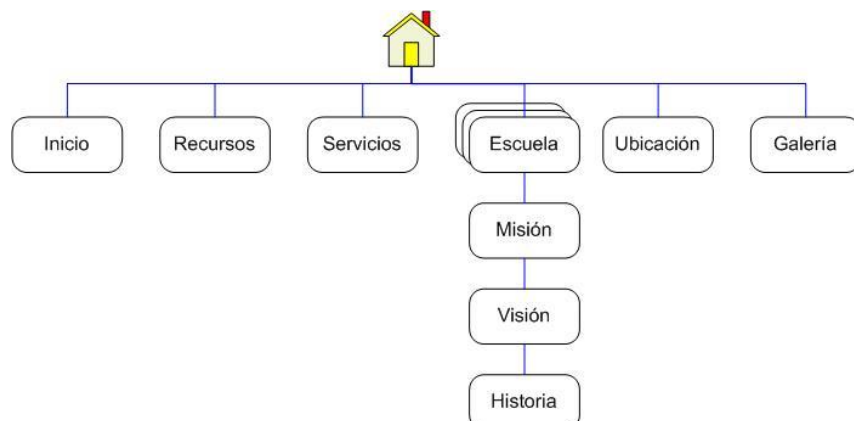 Inicio
Recursos
Servicios
Escuela
Ubicación
Galería
Misión
Visión
Historia